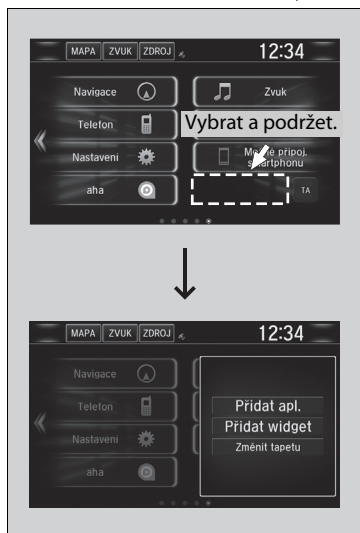 MAPA ZVUK ZDROJ 12:34
Navigace Zvuk
Telefon
Vybrat a podržet.
Nastavení Možné připoj.
smartphonu
aha TA
MAPA ZVUK ZDROJ 12:34
Navigace
Telefon Přidat apl.
Přidat widget
Nastavení Změnit tapetu
aha